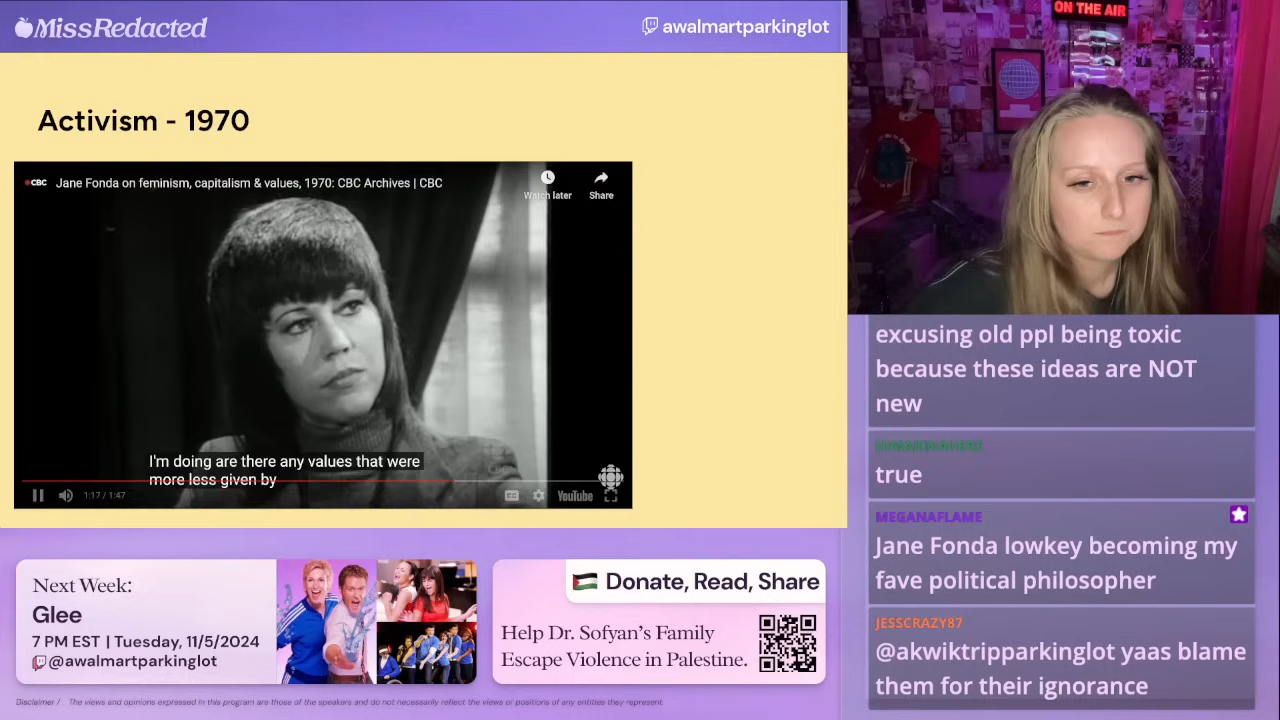 MissRedacted
awalmartparkinglot
ON THE AIR
Activism - 1970
CBC
Jane Fonda on feminism, capitalism & values, 1970: CBC Archives | CBC
Watch later
Share
I'm doing are there any values that were
more less given by
1:17 / 1:47
CC
YouTube
excusing old ppl being toxic
because these ideas are NOT
new
true
MEGANAFLAME
Jane Fonda lowkey becoming my
fave political philosopher
JESSCRAZY87
@akwiktripparkinglot yaas blame
them for their ignorance
Next Week:
Glee
7 PM EST | Tuesday, 11/5/2024
@awalmartparkinglot
Donate, Read, Share
Help Dr. Sofyan's Family
Escape Violence in Palestine.
Disclaimer / The views and opinions expressed in this program are those of the speakers and do not necessarily reflect the views or positions of any entities they represent.